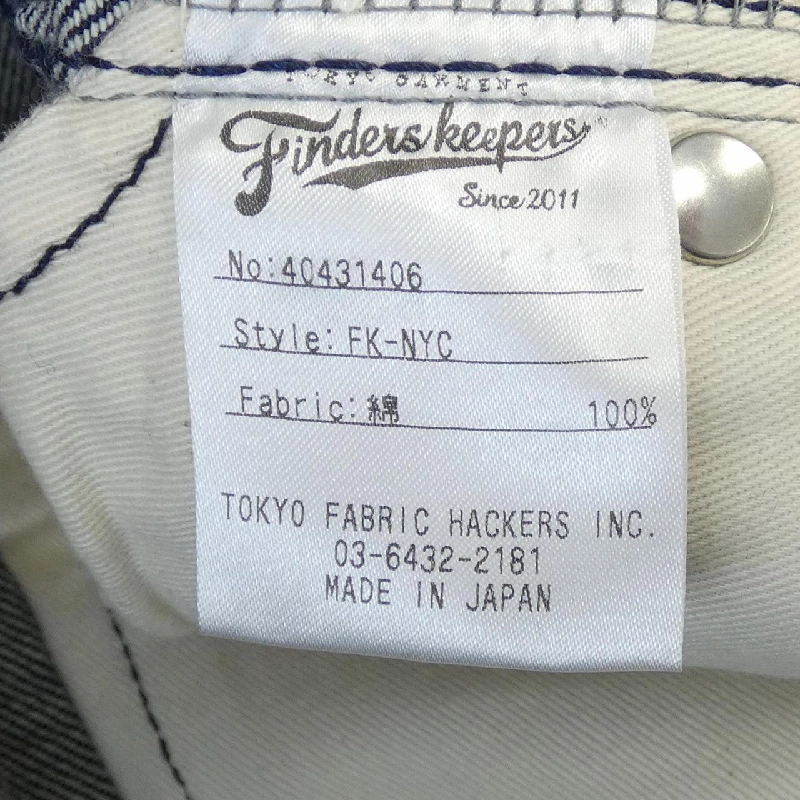 TOKYO GARMENT
Finders keepers
Since 2011
No:40431406
Style: FK-NYC
Fabric:綿 100%
TOKYO FABRIC HACKERS INC.
03-6432-2181
MADE IN JAPAN